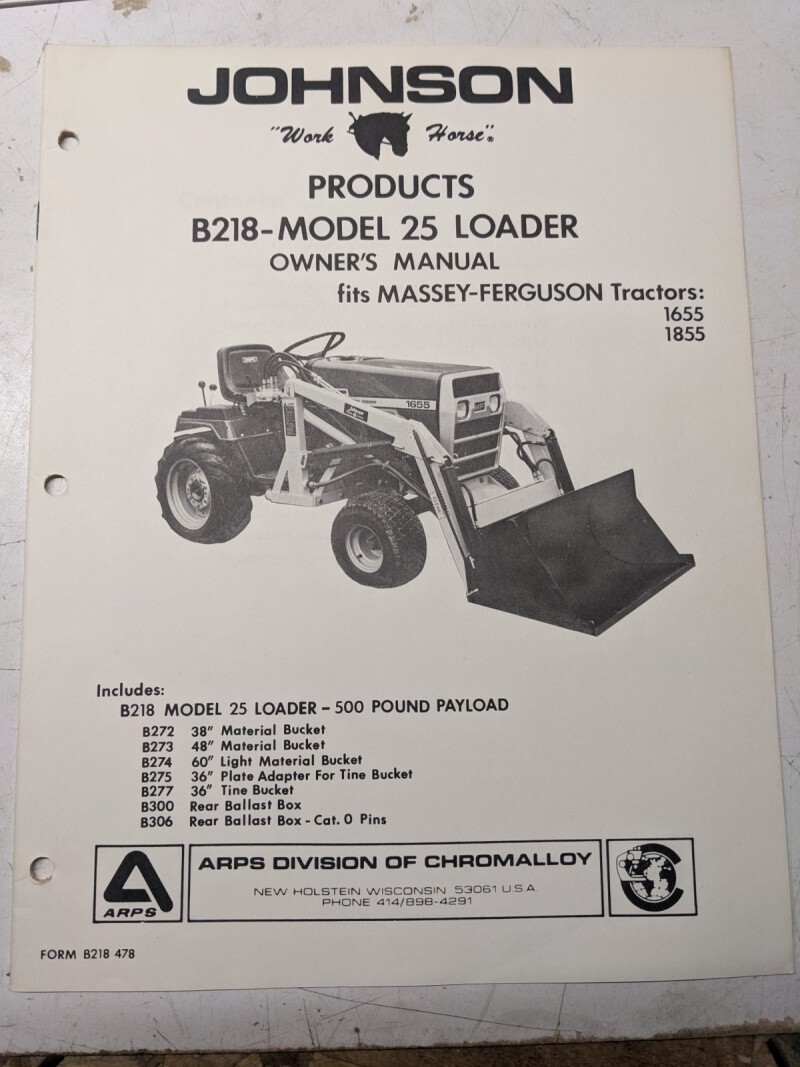 JOHNSON
"Work Horse"®
PRODUCTS
B218-MODEL 25 LOADER
OWNER'S MANUAL
fits MASSEY-FERGUSON Tractors:
1655
1855
1655
Johnson
Includes:
B218 MODEL 25 LOADER - 500 POUND PAYLOAD
B272 38" Material Bucket
B273 48" Material Bucket
B274 60" Light Material Bucket
B275 36" Plate Adapter For Tine Bucket
B277 36" Tine Bucket
B300 Rear Ballast Box
B306 Rear Ballast Box - Cat. 0 Pins
ARPS
ARPS DIVISION OF CHROMALLOY
NEW HOLSTEIN WISCONSIN 53061 U.S.A.
PHONE 414/898-4291
FORM B218 478